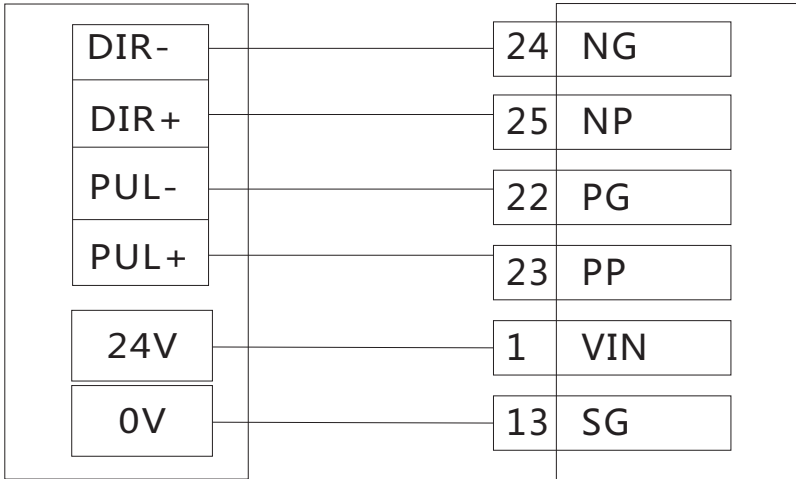 DIR- 24 NG
DIR+ 25 NP
PUL- 22 PG
PUL+ 23 PP
24V 1 VIN
0V 13 SG